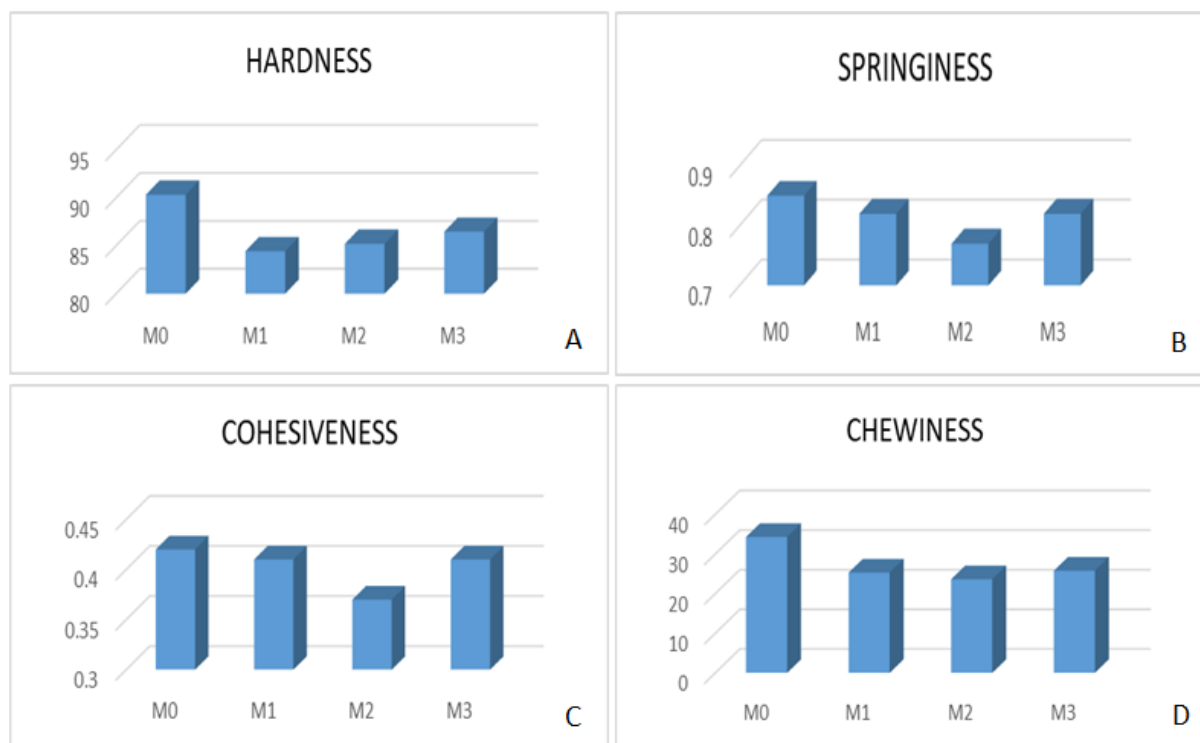 HARDNESS
95
90
85
80
M0 M1 M2 M3
A
SPRINGINESS
0.9
0.8
0.7
M0 M1 M2 M3
B
COHESIVENESS
0.45
0.4
0.35
0.3
M0 M1 M2 M3
C
CHEWINESS
40
30
20
10
0
M0 M1 M2 M3
D